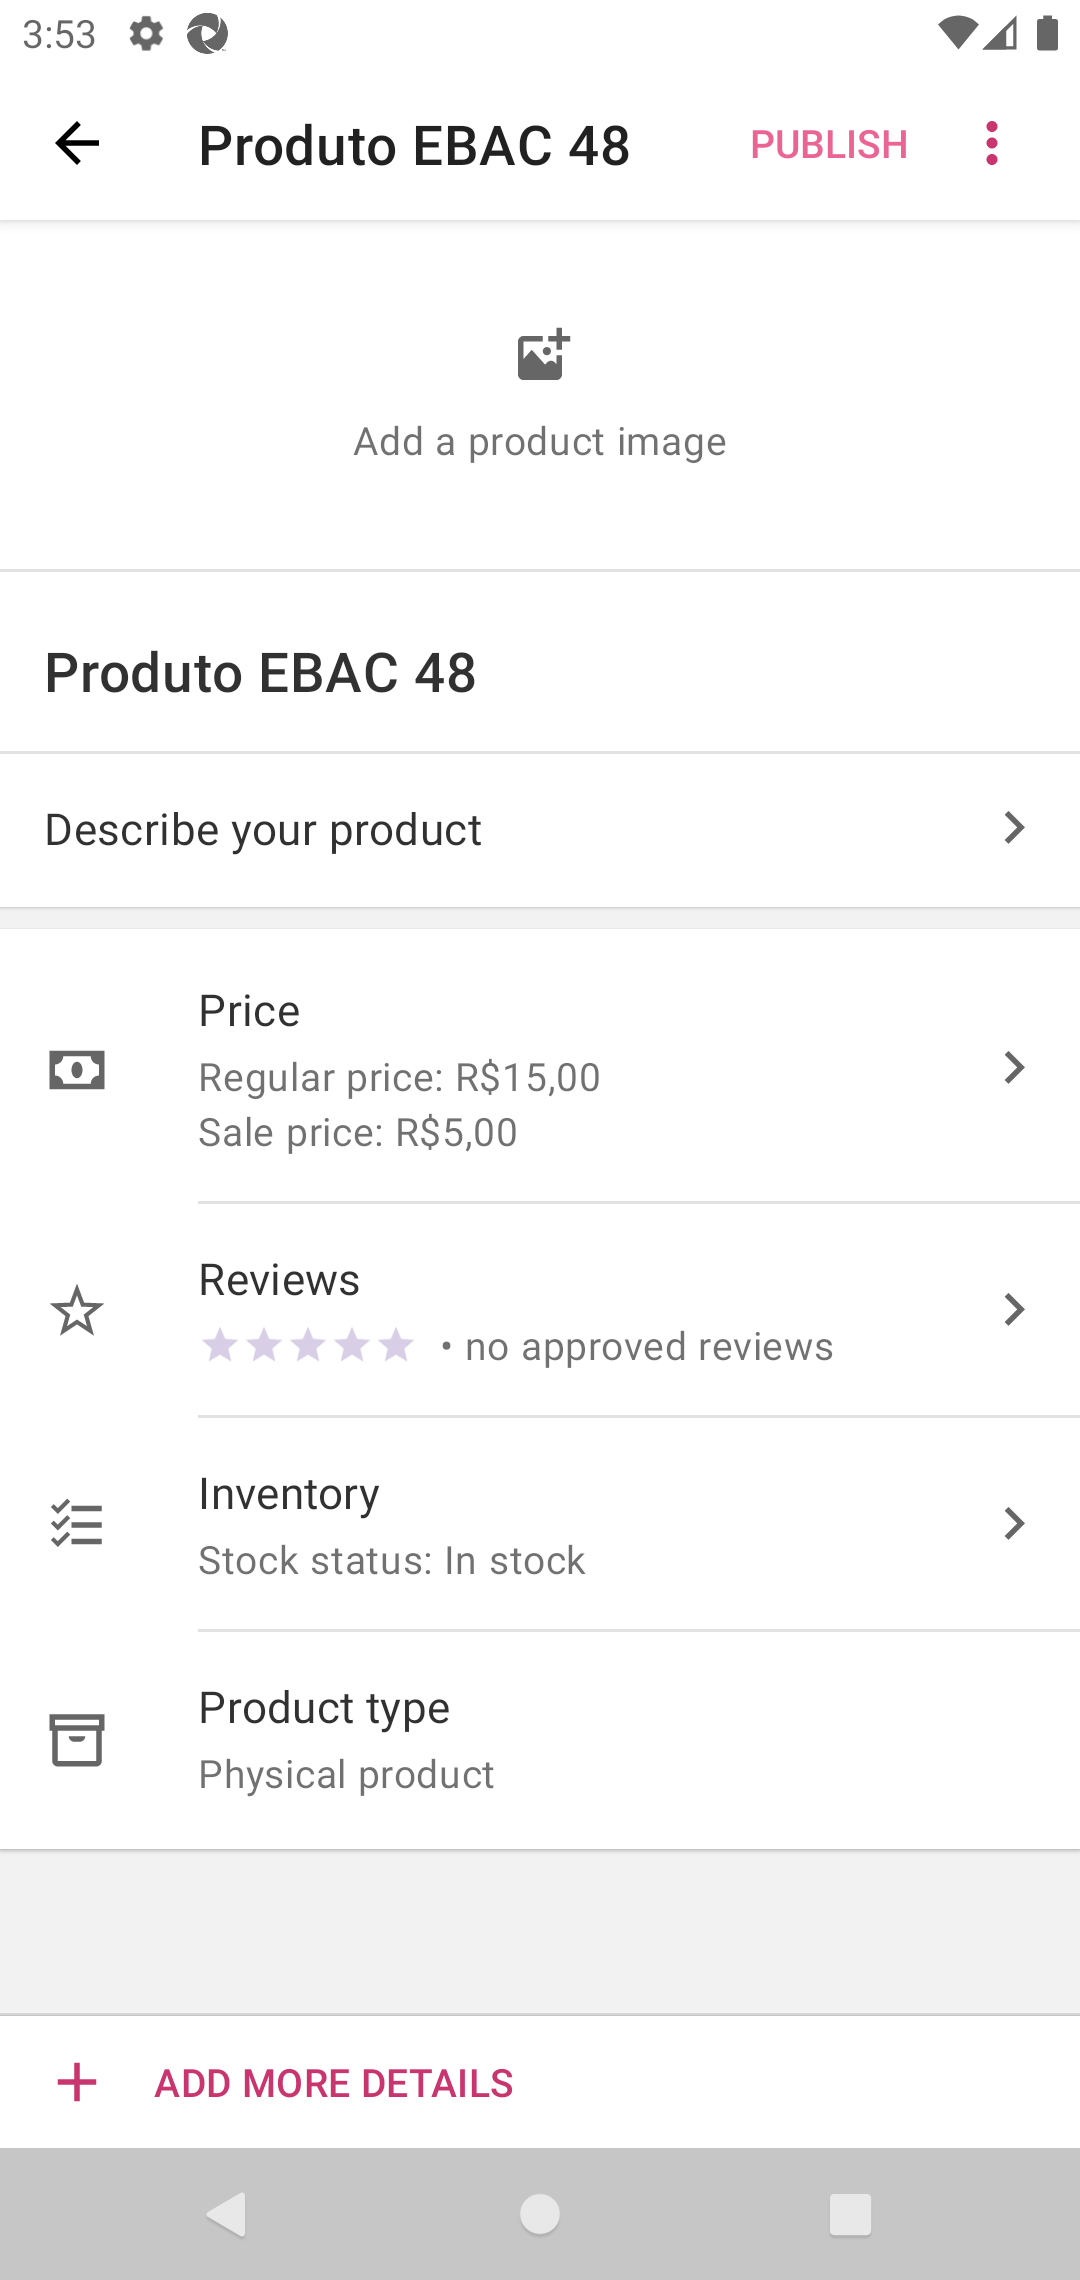 3:53
Produto EBAC 48
PUBLISH
Add a product image
Produto EBAC 48
Describe your product
Price
Regular price: R$15,00
Sale price: R$5,00
Reviews
• no approved reviews
Inventory
Stock status: In stock
Product type
Physical product
ADD MORE DETAILS